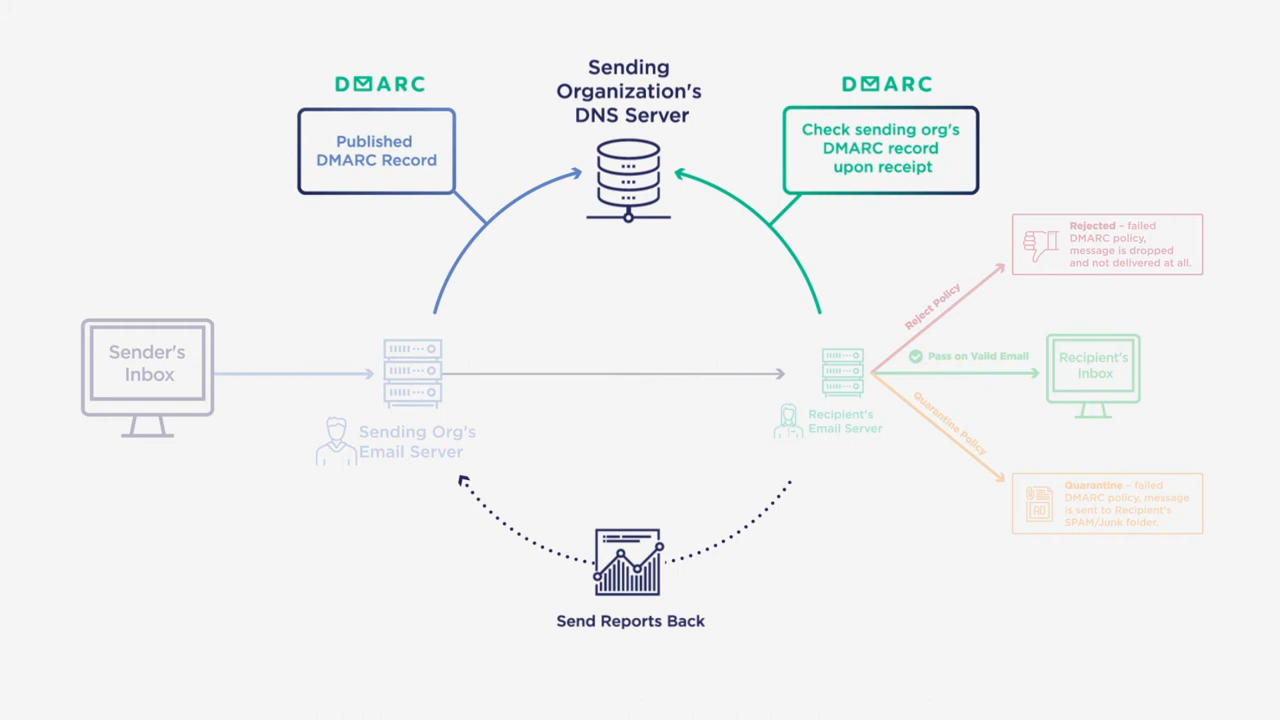 DMARC
Published
DMARC Record
Sending
Organization's
DNS Server
DMARC
Check sending org's
DMARC record
upon receipt
Sender's
Inbox
Sending Org's
Email Server
Recipient's
Email Server
Reject Policy
Rejected – failed
DMARC policy,
message is dropped
and not delivered at all.
Pass on Valid Email
Recipient's
Inbox
Quarantine Policy
AD
Quarantine – failed
DMARC policy, message
is sent to Recipient's
SPAM/Junk folder.
Send Reports Back